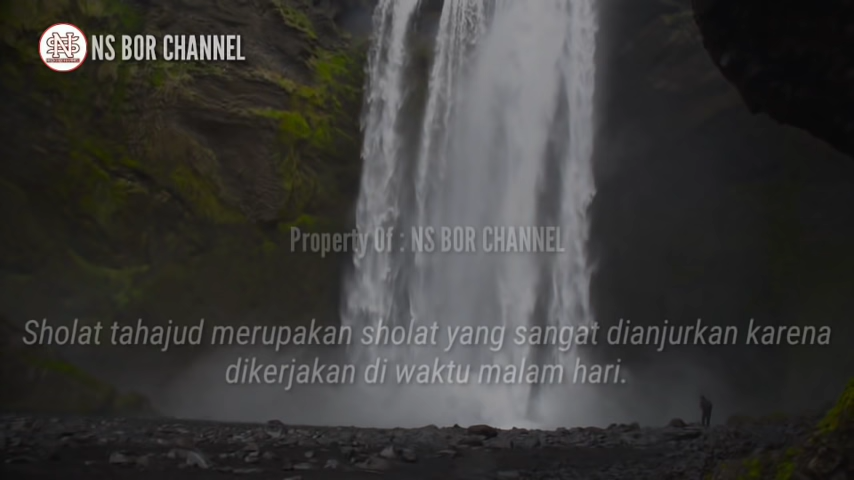 NS BOR CHANNEL
Property Of : NS BOR CHANNEL
Sholat tahajud merupakan sholat yang sangat dianjurkan karena
dikerjakan di waktu malam hari.